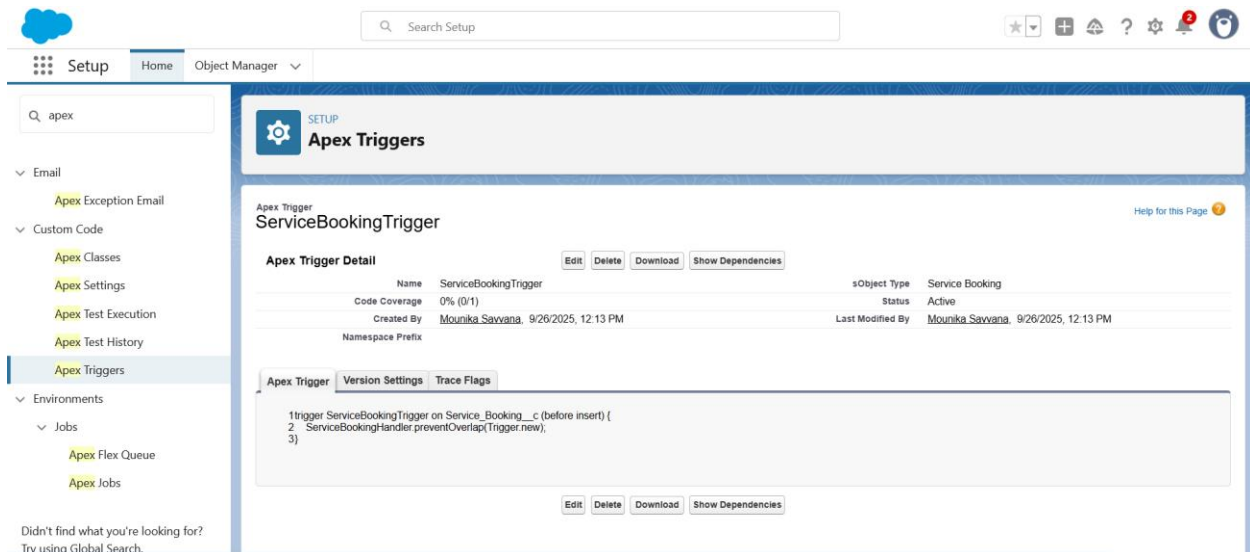 Search Setup
2
Setup
Home
Object Manager
apex
Email
Apex Exception Email
Custom Code
Apex Classes
Apex Settings
Apex Test Execution
Apex Test History
Apex Triggers
Environments
Jobs
Apex Flex Queue
Apex Jobs
Didn't find what you're looking for?
Try using Global Search.
SETUP
Apex Triggers
Apex Trigger
ServiceBookingTrigger
Help for this Page ?
Apex Trigger Detail
Edit Delete Download Show Dependencies
Name ServiceBookingTrigger sObject Type Service Booking
Code Coverage 0% (0/1) Status Active
Created By Mounika Savvana, 9/26/2025, 12:13 PM Last Modified By Mounika Savvana, 9/26/2025, 12:13 PM
Namespace Prefix
Apex Trigger Version Settings Trace Flags
1trigger ServiceBookingTrigger on Service_Booking__c (before insert) {
2 ServiceBookingHandler.preventOverlap(Trigger.new);
3}
Edit Delete Download Show Dependencies